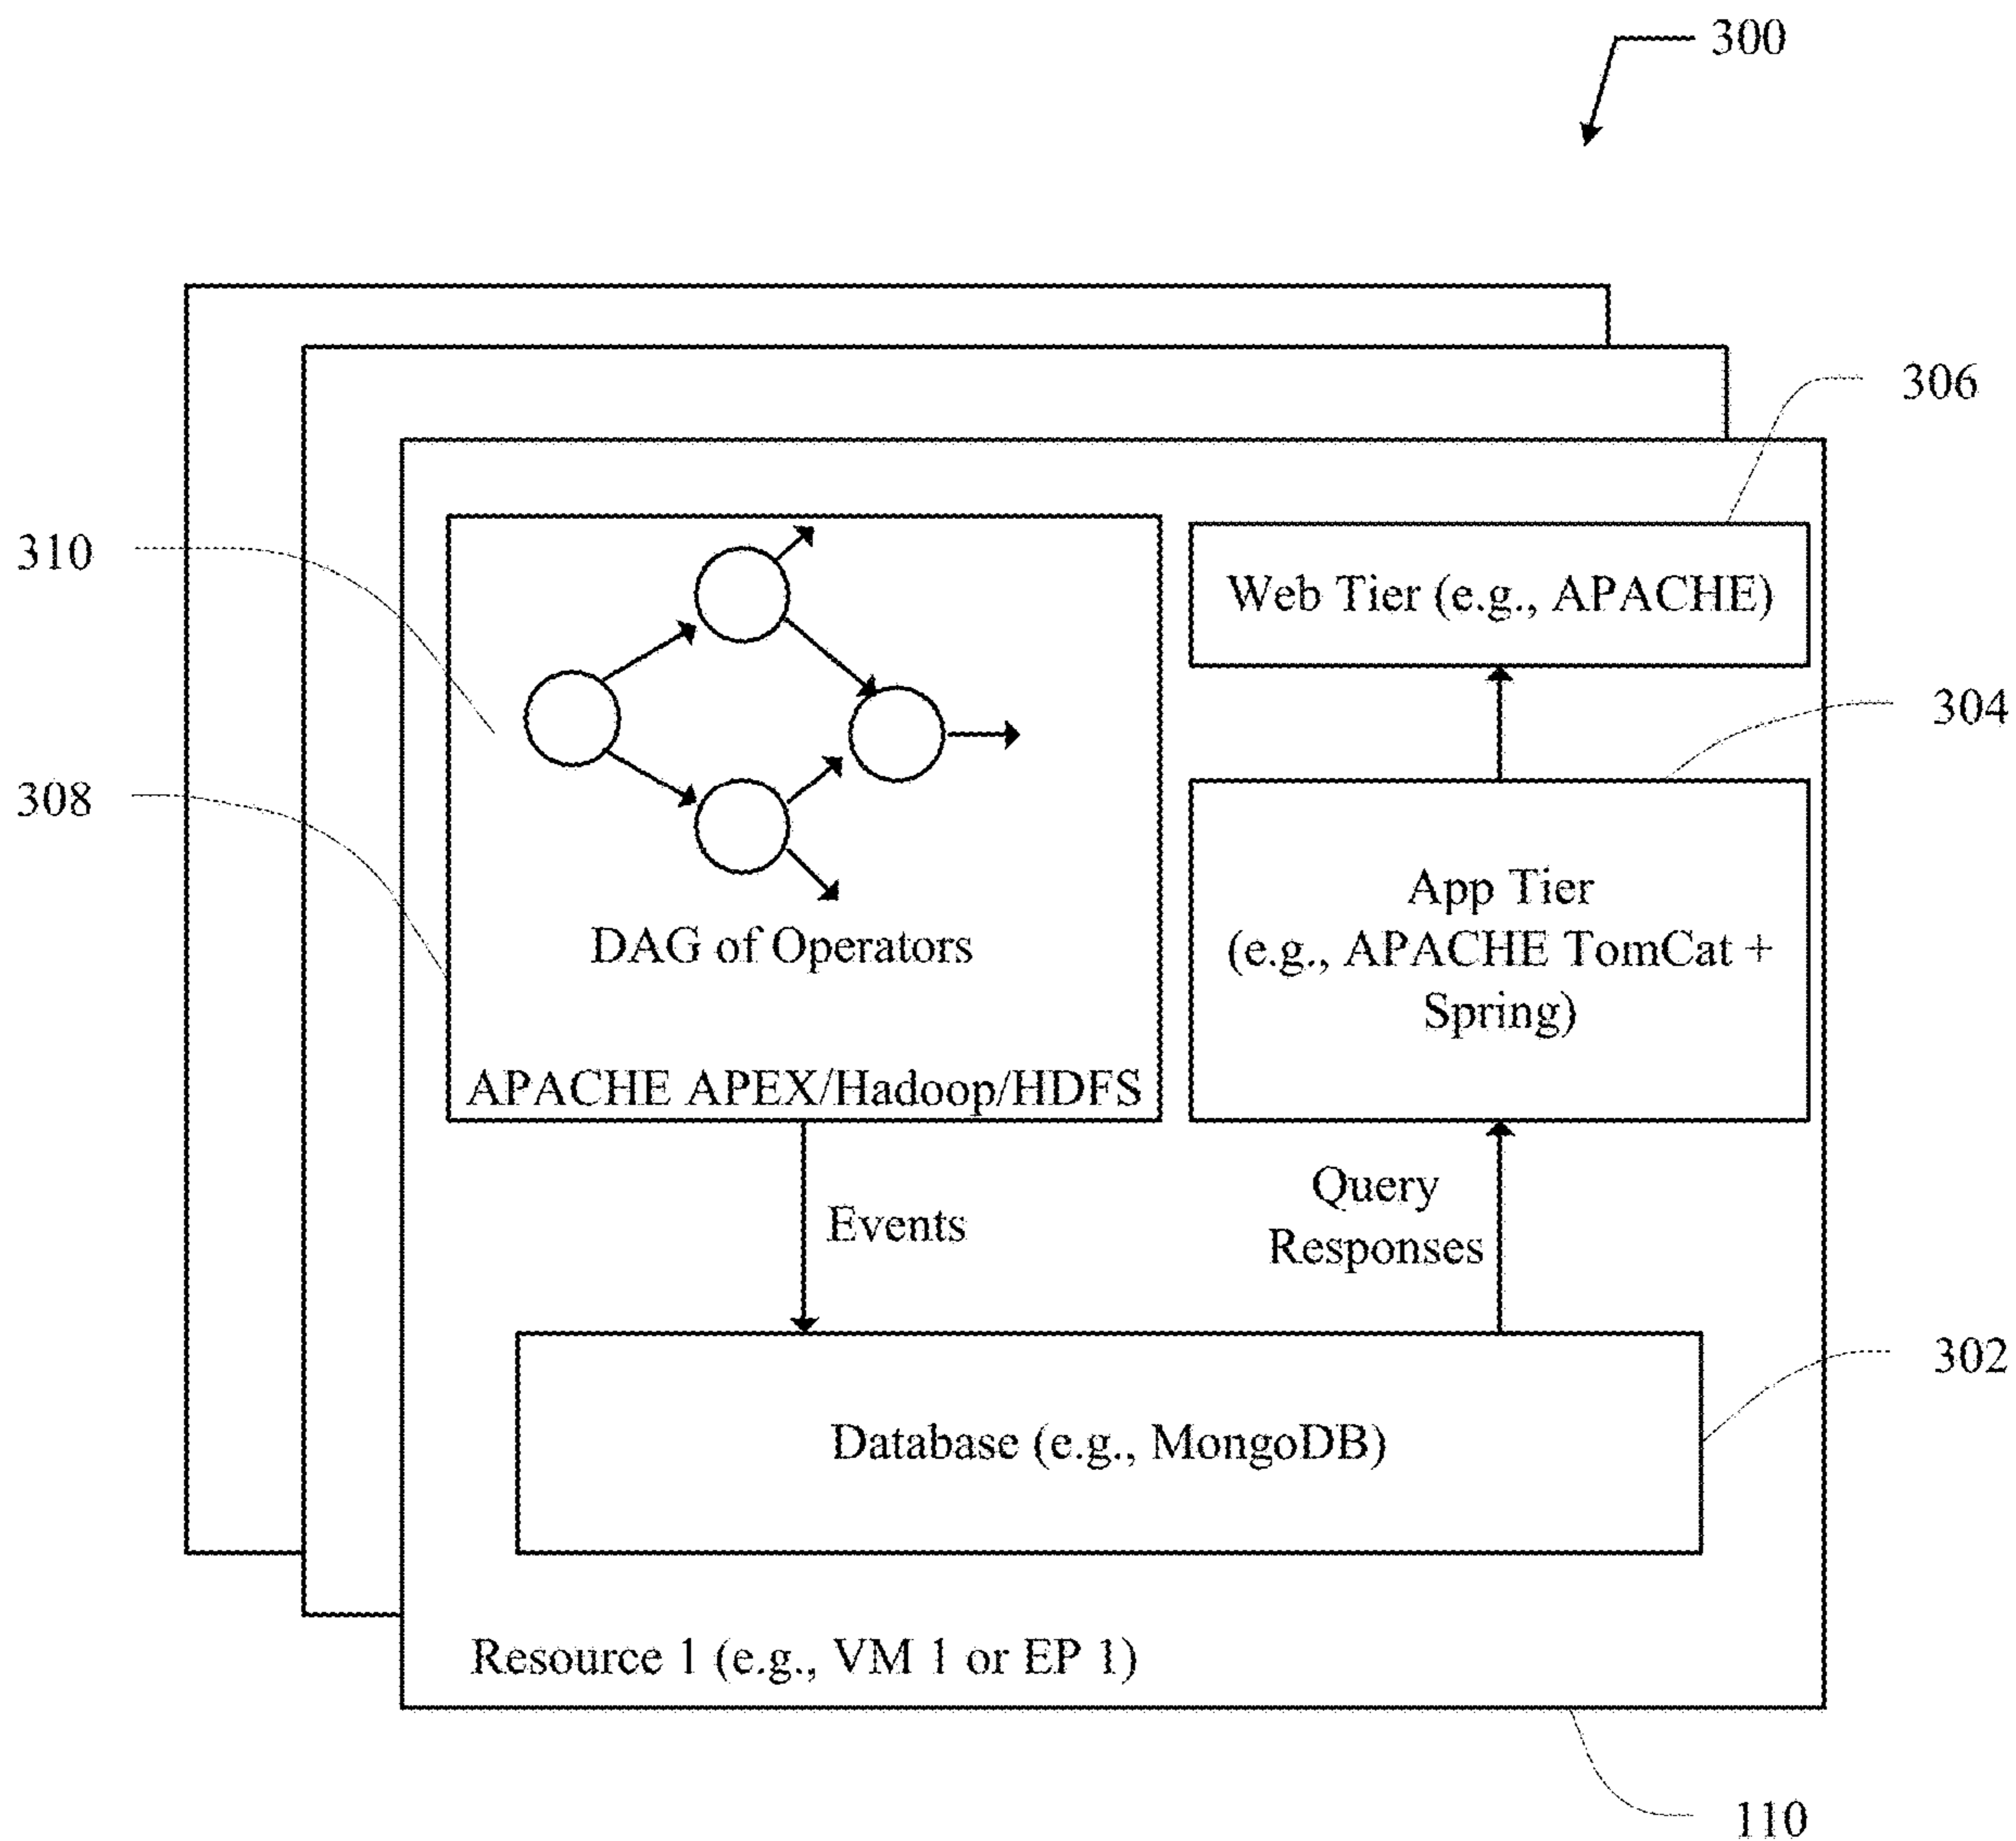 300
306
310
Web Tier (e.g., APACHE)
304
308
App Tier
(e.g., APACHE TomCat +
Spring)
DAG of Operators
APACHE APEX/Hadoop/HDFS
Events
Query
Responses
302
Database (e.g., MongoDB)
Resource 1 (e.g., VM 1 or EP 1)
110